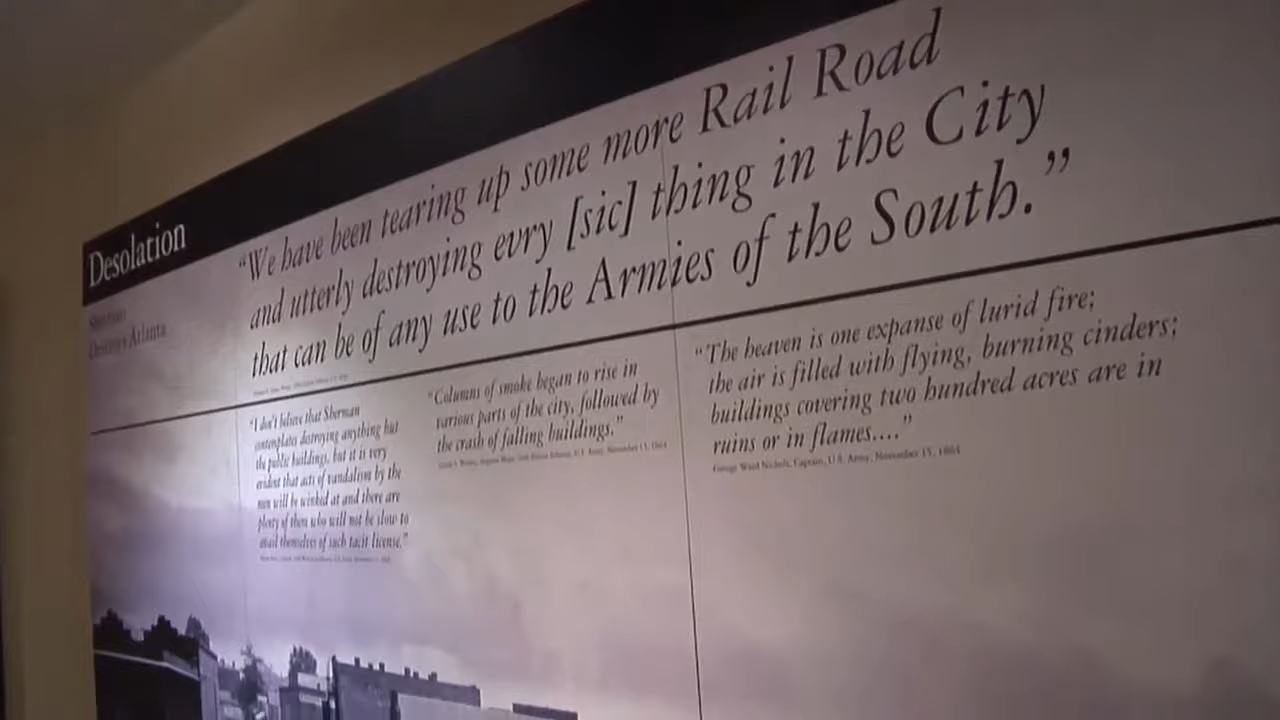 Desolation
Destroys Atlanta
“We have been tearing up some more Rail Road
and utterly destroying evry [sic] thing in the City
that can be of any use to the Armies of the South.”
“I don't believe that Sherman
contemplates destroying anything but
the public buildings, but it is very
evident that acts of vandalism by the
men will be winked at and there are
plenty of them who will not be slow to
avail themselves of such tacit license.”
“Columns of smoke began to rise in
various parts of the city, followed by
the crash of falling buildings.”
U.S. Army, November 15, 1864
“The heaven is one expanse of lurid fire;
the air is filled with flying, burning cinders;
buildings covering two hundred acres are in
ruins or in flames....”
George Ward Nichols, Captain, U.S. Army, November 15, 1864